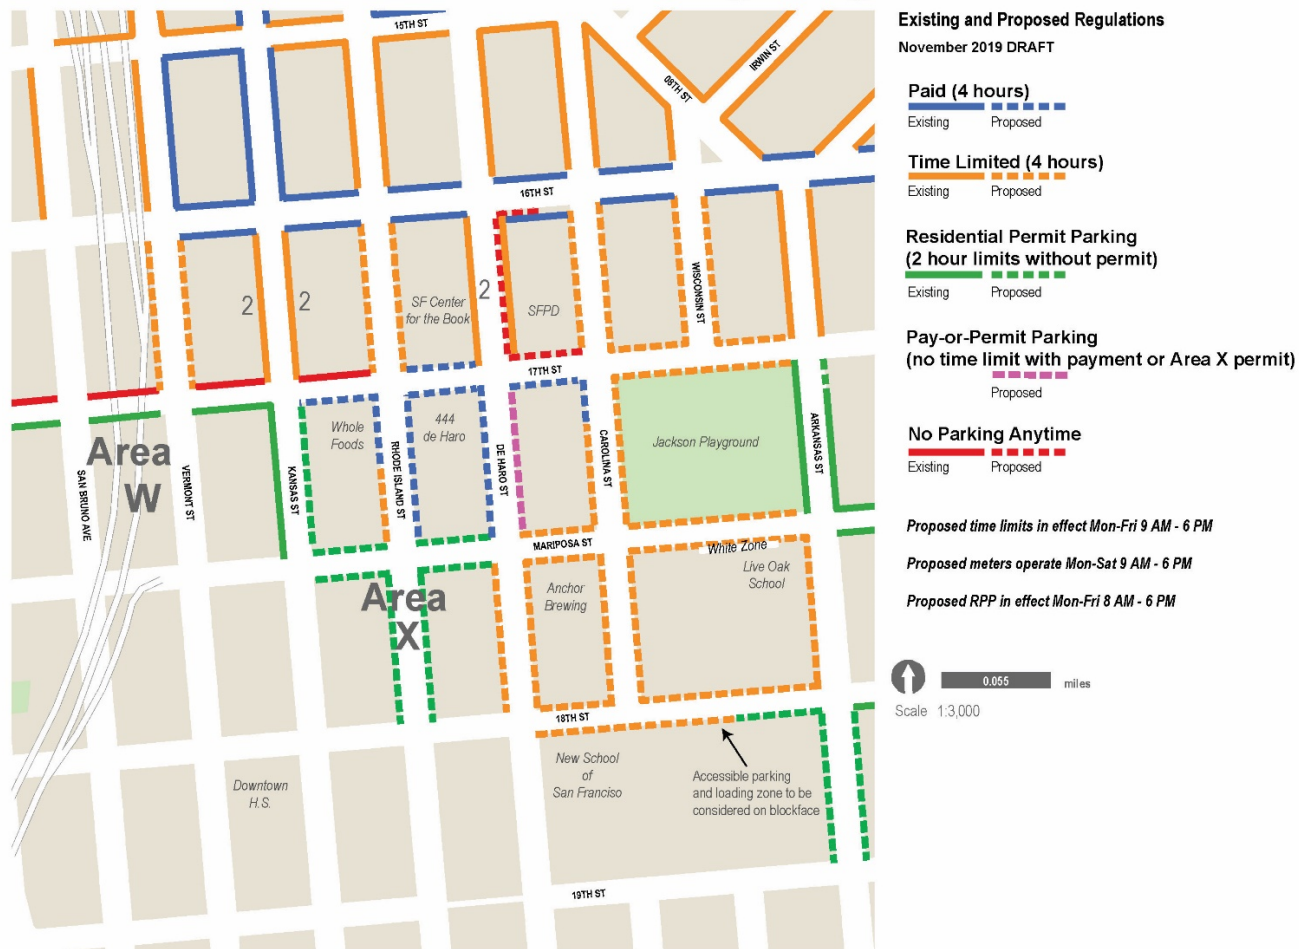 15TH ST
08TH ST
IRWIN ST
16TH ST
2
2
SF Center
for the Book
2
SFPD
WISCONSIN ST
17TH ST
Area
W
SAN BRUNO AVE
VERMONT ST
KANSAS ST
Whole
Foods
RHODE ISLAND ST
444
de Haro
DE HARO ST
CAROLINA ST
Jackson Playground
ARKANSAS ST
MARIPOSA ST
White Zone
Live Oak
School
Area
X
Anchor
Brewing
18TH ST
New School
of
San Franciso
Accessible parking
and loading zone to be
considered on blockface
Downtown
H.S.
19TH ST
Existing and Proposed Regulations
November 2019 DRAFT
Paid (4 hours)
Existing Proposed
Time Limited (4 hours)
Existing Proposed
Residential Permit Parking
(2 hour limits without permit)
Existing Proposed
Pay-or-Permit Parking
(no time limit with payment or Area X permit)
Proposed
No Parking Anytime
Existing Proposed
Proposed time limits in effect Mon-Fri 9 AM - 6 PM
Proposed meters operate Mon-Sat 9 AM - 6 PM
Proposed RPP in effect Mon-Fri 8 AM - 6 PM
0.055 miles
Scale 1:3,000